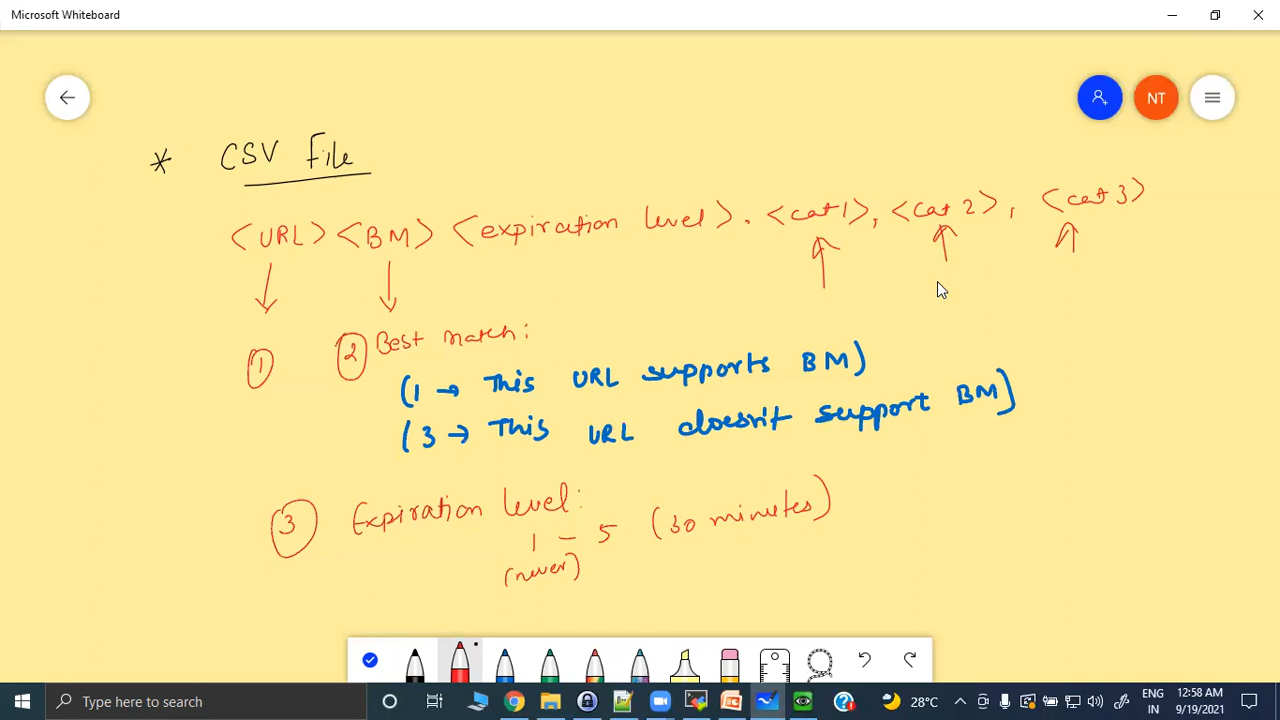 Microsoft Whiteboard
NT
* CSV File
<URL> <BM> <expiration level>. <cat 1>, <cat 2>, <cat 3>
① ② Best match:
(1 → This URL supports BM)
(3 → This URL doesn't support BM)
③ Expiration level:
1 – 5 (30 minutes)
(never)
Type here to search
28°C
ENG
IN
12:58 AM
9/19/2021